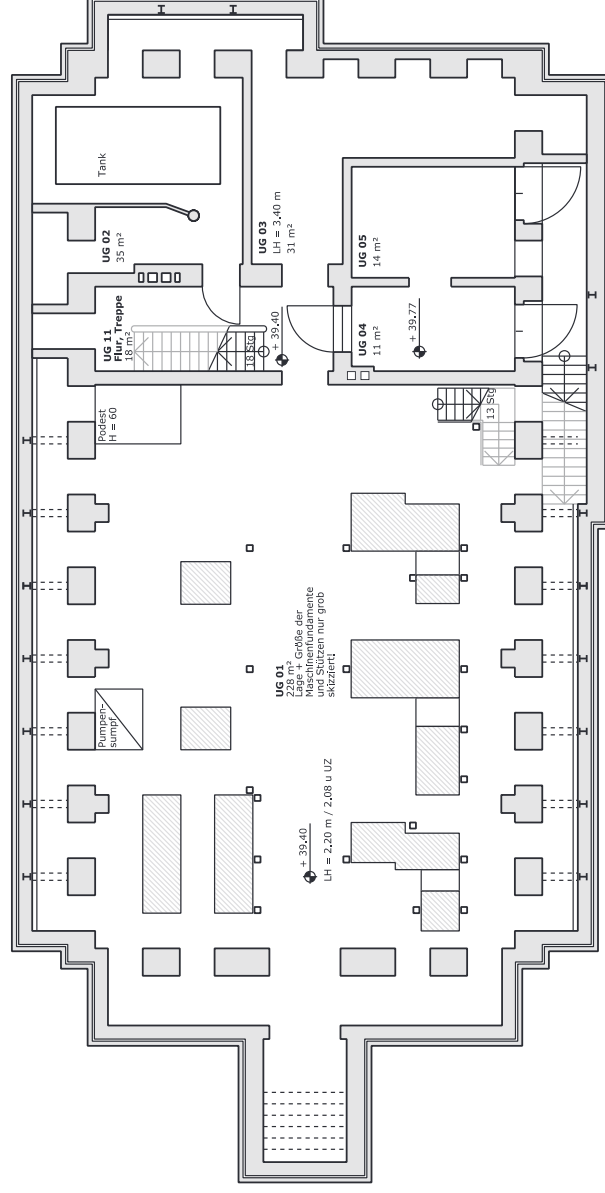 Tank
UG 02
35 m²
UG 03
LH = 3.40 m
31 m²
UG 05
14 m²
UG 11
Flur, Treppe
18 m²
18 Stg
+ 39.40
UG 04
11 m²
+ 39.77
Podest
H = 60
13 Stg
UG 01
228 m²
Lage + Größe der
Maschinenfundamente
und Stützen nur grob
skizziert!
Pumpen-
sumpf
+ 39.40
LH = 2.20 m / 2.08 u UZ